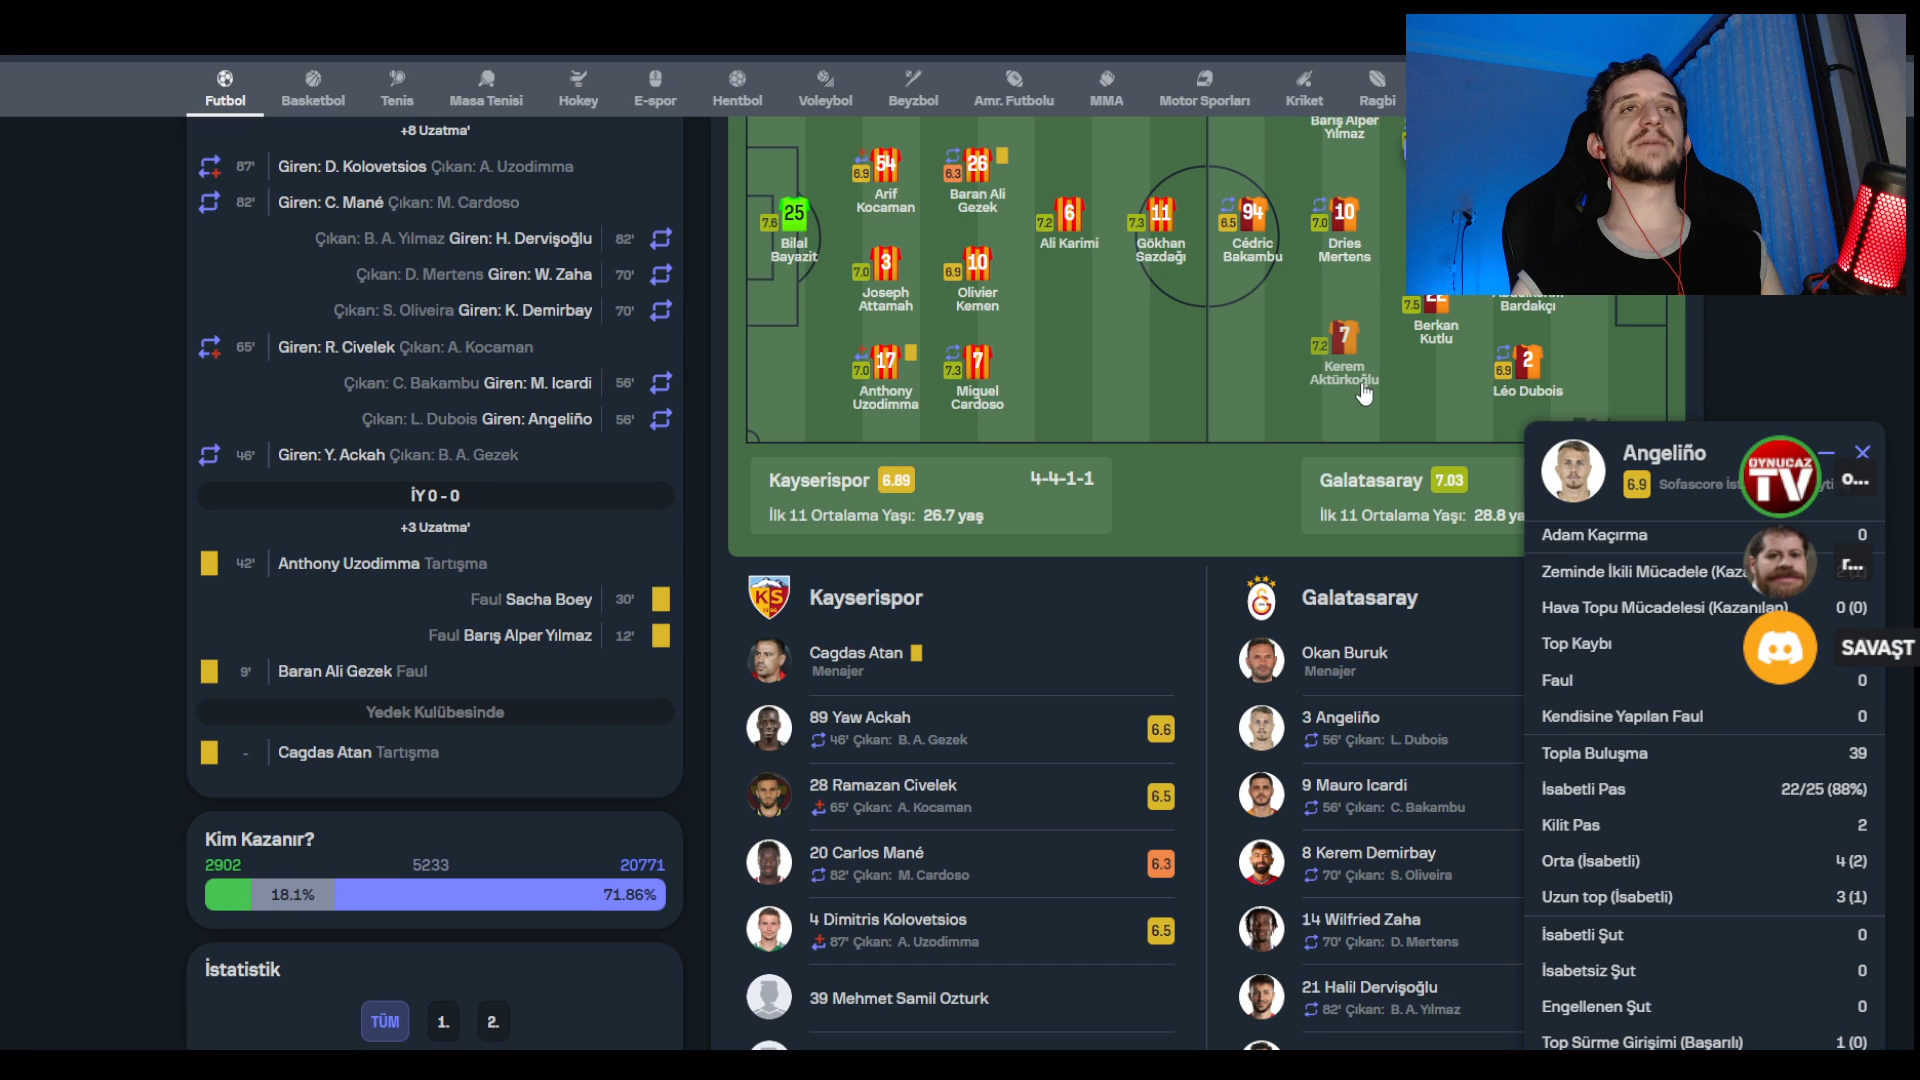 Futbol
Basketbol
Tenis
Masa Tenisi
Hokey
E-spor
Hentbol
Voleybol
Beyzbol
Amr. Futbolu
MMA
Motor Sporları
Kriket
Ragbi
+8 Uzatma'
87' Giren: D. Kolovetsios Çıkan: A. Uzodimma
82' Giren: C. Mané Çıkan: M. Cardoso
Çıkan: B. A. Yılmaz Giren: H. Dervişoğlu 82'
Çıkan: D. Mertens Giren: W. Zaha 70'
Çıkan: S. Oliveira Giren: K. Demirbay 70'
65' Giren: R. Civelek Çıkan: A. Kocaman
Çıkan: C. Bakambu Giren: M. Icardi 56'
Çıkan: L. Dubois Giren: Angeliño 56'
46' Giren: Y. Ackah Çıkan: B. A. Gezek
İY 0 - 0
+3 Uzatma'
42' Anthony Uzodimma Tartışma
Faul Sacha Boey 30'
Faul Barış Alper Yılmaz 12'
9' Baran Ali Gezek Faul
Yedek Kulübesinde
- Cagdas Atan Tartışma
Kim Kazanır?
2902 5233 20771
18.1% 71.86%
İstatistik
TÜM 1. 2.
25
7.6
Bilal
Bayazit
54
6.9
Arif
Kocaman
3
7.0
Joseph
Attamah
17
7.0
Anthony
Uzodimma
26
6.3
Baran Ali
Gezek
10
6.9
Olivier
Kemen
7
7.3
Miguel
Cardoso
6
7.2
Ali Karimi
11
7.3
Gökhan
Sazdağı
94
6.5
Cédric
Bakambu
Barış Alper
Yılmaz
10
7.0
Dries
Mertens
7
7.2
Kerem
Aktürkoğlu
22
7.5
Berkan
Kutlu
Bardakçı
2
6.9
Léo Dubois
Kayserispor 6.89 4-4-1-1
İlk 11 Ortalama Yaşı: 26.7 yaş
Galatasaray 7.03
İlk 11 Ortalama Yaşı: 28.8 ya
Kayserispor
Cagdas Atan
Menajer
89 Yaw Ackah
46' Çıkan: B. A. Gezek
6.6
28 Ramazan Civelek
65' Çıkan: A. Kocaman
6.5
20 Carlos Mané
82' Çıkan: M. Cardoso
6.3
4 Dimitris Kolovetsios
87' Çıkan: A. Uzodimma
6.5
39 Mehmet Samil Ozturk
Galatasaray
Okan Buruk
Menajer
3 Angeliño
56' Çıkan: L. Dubois
9 Mauro Icardi
56' Çıkan: C. Bakambu
8 Kerem Demirbay
70' Çıkan: S. Oliveira
14 Wilfried Zaha
70' Çıkan: D. Mertens
21 Halil Dervişoğlu
82' Çıkan: B. A. Yılmaz
Angeliño
6.9 Sofascore
OYNUCAZ
TV
o...
r...
SAVAŞT
Adam Kaçırma 0
Zeminde İkili Mücadele (Kaza
Hava Topu Mücadelesi (Kazanılan) 0 (0)
Top Kaybı
Faul 0
Kendisine Yapılan Faul 0
Topla Buluşma 39
İsabetli Pas 22/25 (88%)
Kilit Pas 2
Orta (İsabetli) 4 (2)
Uzun top (İsabetli) 3 (1)
İsabetli Şut 0
İsabetsiz Şut 0
Engellenen Şut 0
Top Sürme Girişimi (Başarılı) 1 (0)